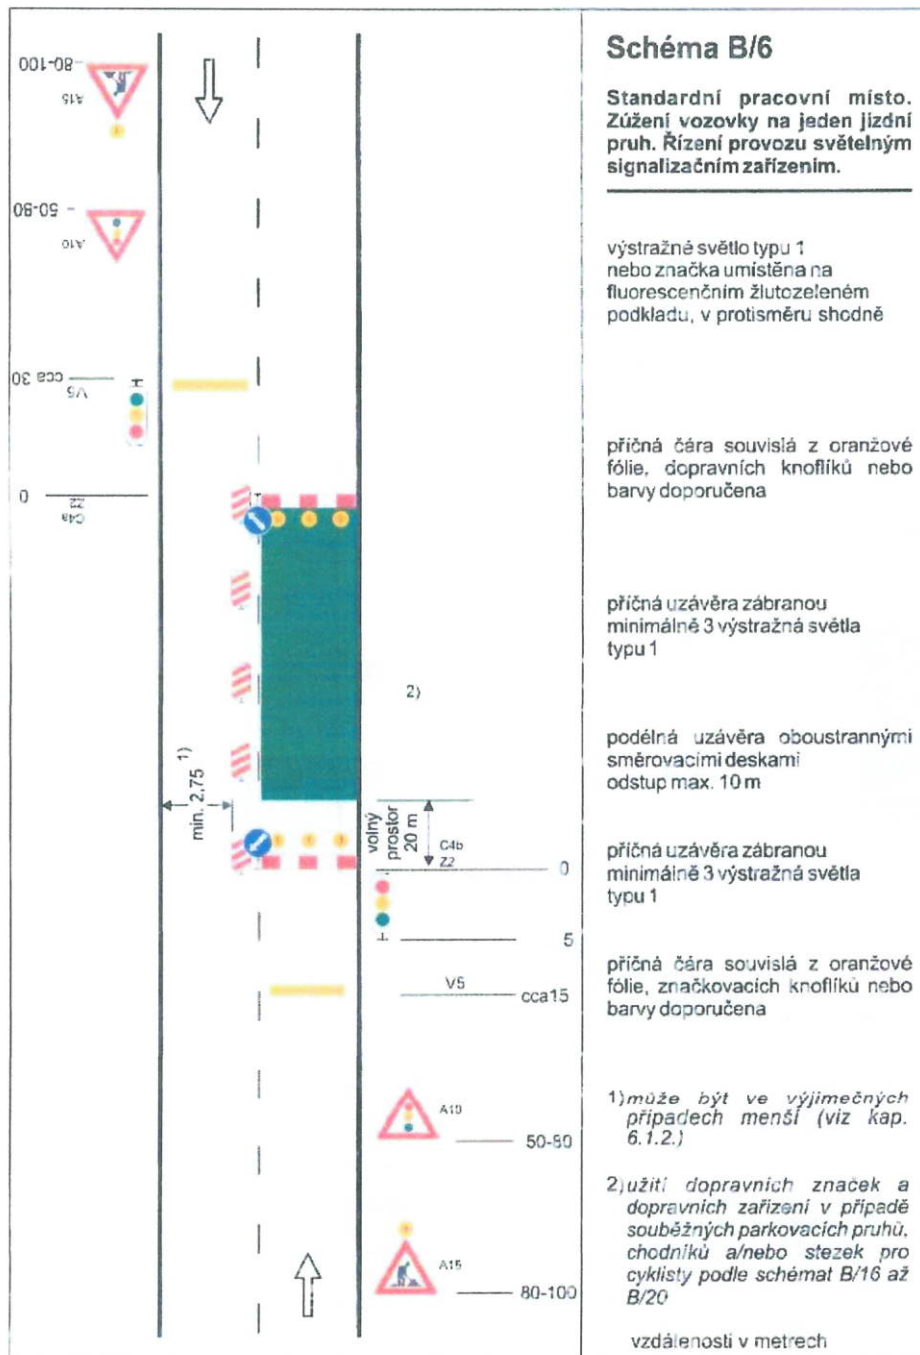 Schéma B/6
Standardní pracovní místo.
Zúžení vozovky na jeden jízdní
pruh. Řízení provozu světelným
signalizačním zařízením.
výstražné světlo typu 1
nebo značka umístěna na
fluorescenčním žlutozeleném
podkladu, v protisměru shodně
příčná čára souvislá z oranžové
fólie, dopravních knoflíků nebo
barvy doporučena
příčná uzávěra zábranou
minimálně 3 výstražná světla
typu 1
podélná uzávěra oboustrannými
směrovacími deskami
odstup max. 10 m
příčná uzávěra zábranou
minimálně 3 výstražná světla
typu 1
příčná čára souvislá z oranžové
fólie, značkovacích knoflíků nebo
barvy doporučena
1) může být ve výjimečných
případech menší (viz kap.
6.1.2.)
2) užití dopravních značek a
dopravních zařízení v případě
souběžných parkovacích pruhů,
chodníků a/nebo stezek pro
cyklisty podle schémat B/16 až
B/20
vzdálenosti v metrech
80-100
A15
50-80
A10
cca 30
V5
0
Z2
C4a
2)
min. 2,75 1)
volný
prostor
20 m
C4b
Z2
0
5
V5
cca15
A10
50-80
A15
80-100